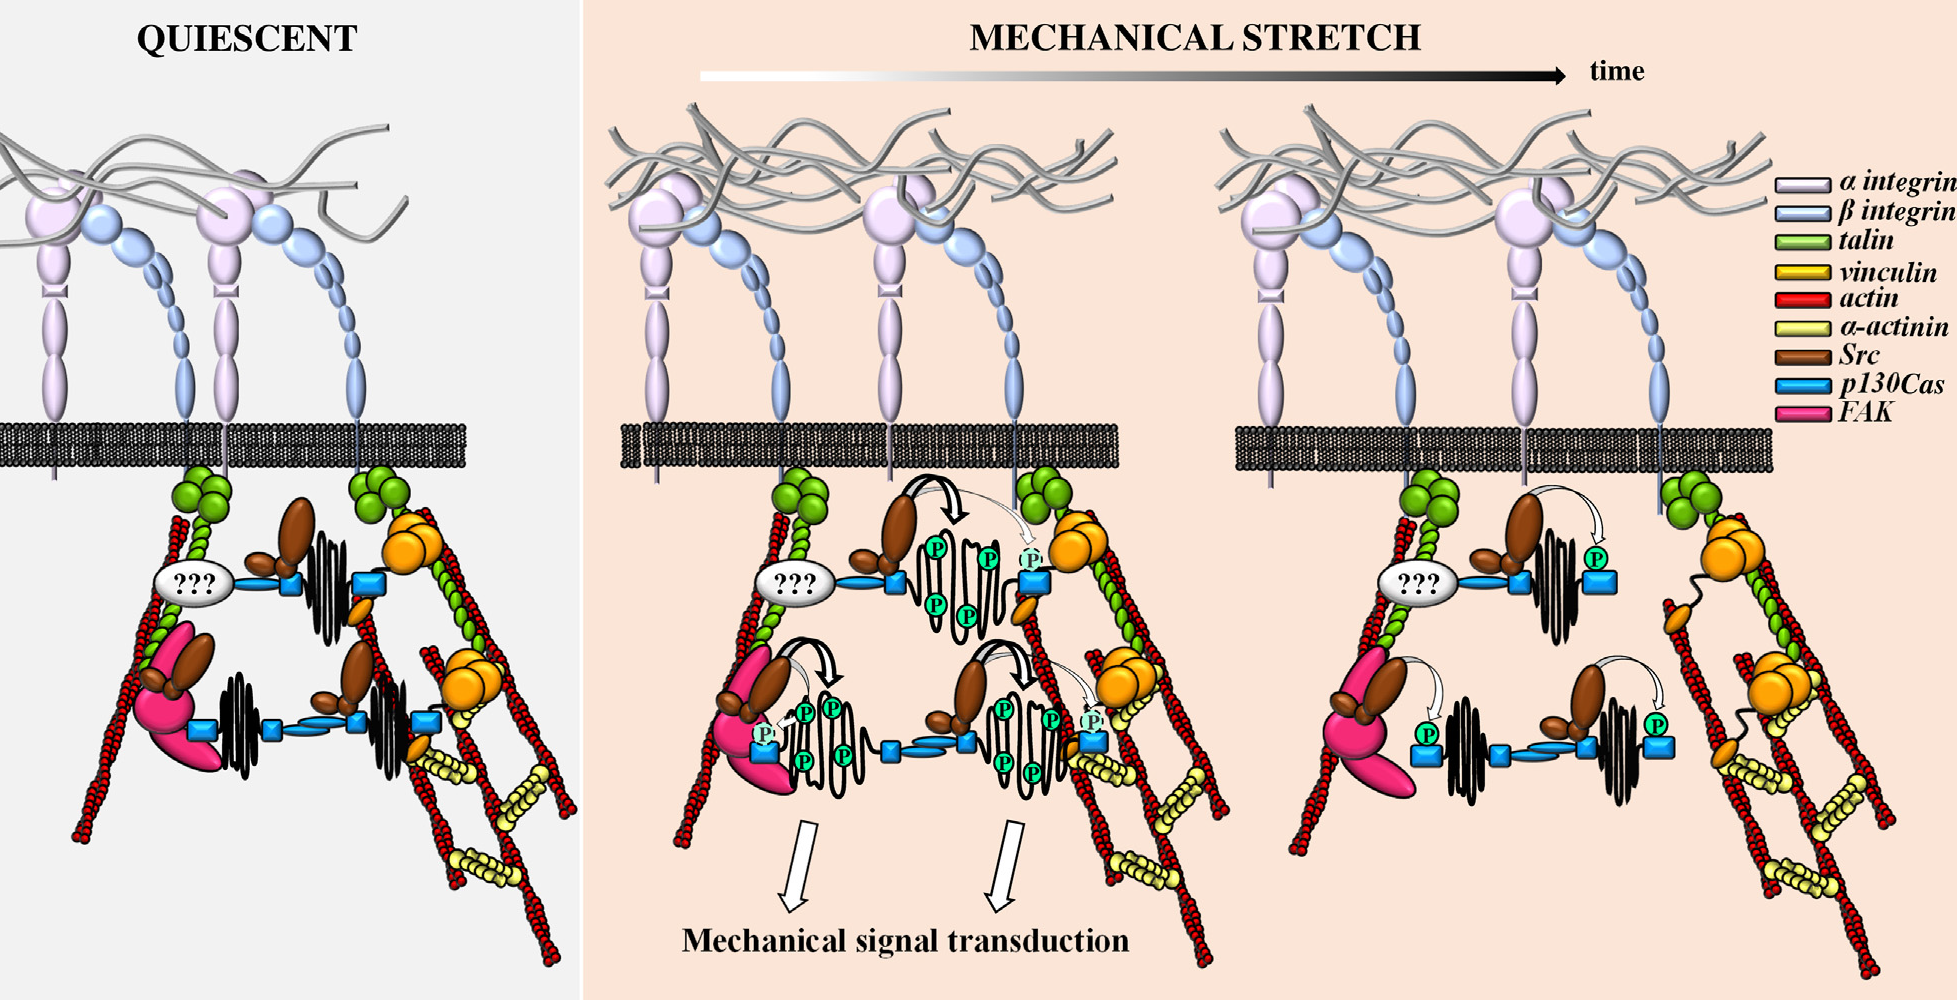 QUIESCENT
MECHANICAL STRETCH
time
α integrin
β integrin
talin
vinculin
actin
α-actinin
Src
p130Cas
FAK
P
P P
??? ??? ???
P P
P P P P P P
P P P
P P P
Mechanical signal transduction